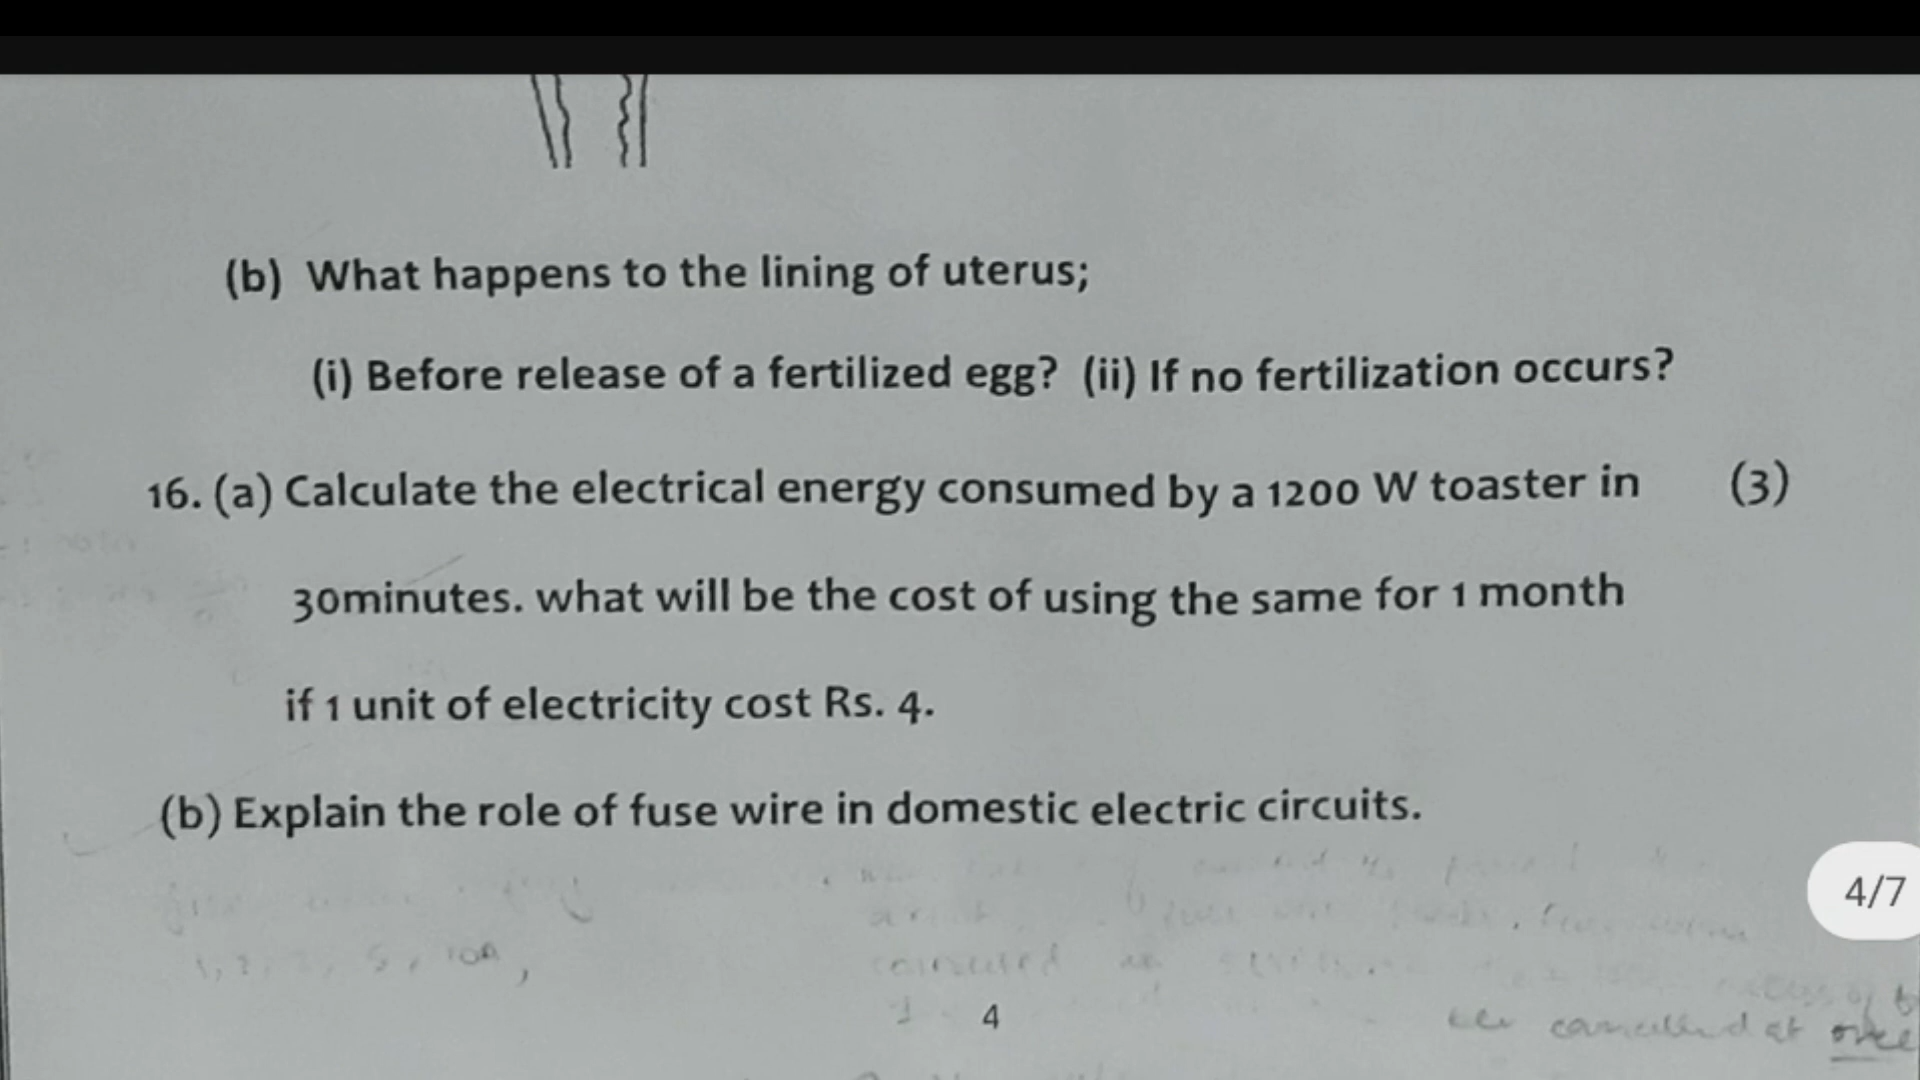 (b) What happens to the lining of uterus;
(i) Before release of a fertilized egg? (ii) If no fertilization occurs?
16. (a) Calculate the electrical energy consumed by a 1200 W toaster in (3)
30minutes. what will be the cost of using the same for 1 month
if 1 unit of electricity cost Rs. 4.
(b) Explain the role of fuse wire in domestic electric circuits.
4/7
4
cancelled at once